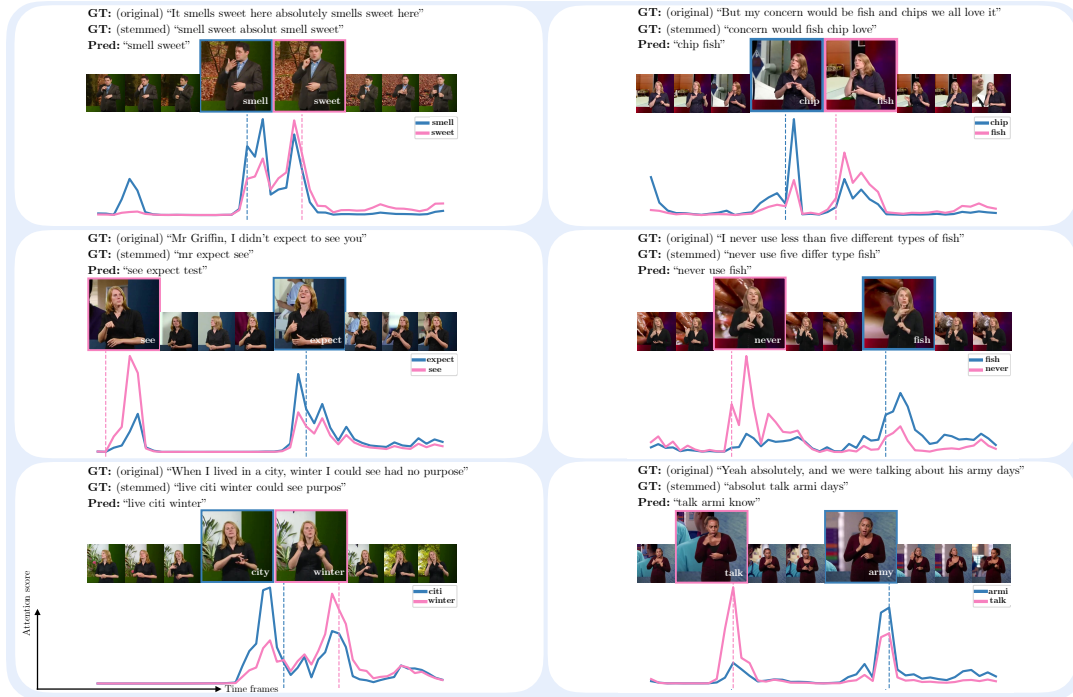 GT: (original) “It smells sweet here absolutely smells sweet here”
GT: (stemmed) “smell sweet absolut smell sweet”
Pred: “smell sweet”
smell
sweet
smell
sweet
GT: (original) “But my concern would be fish and chips we all love it”
GT: (stemmed) “concern would fish chip love”
Pred: “chip fish”
chip
fish
chip
fish
GT: (original) “Mr Griffin, I didn’t expect to see you”
GT: (stemmed) “mr expect see”
Pred: “see expect test”
see
expect
expect
see
GT: (original) “I never use less than five different types of fish”
GT: (stemmed) “never use five differ type fish”
Pred: “never use fish”
never
fish
fish
never
GT: (original) “When I lived in a city, winter I could see had no purpose”
GT: (stemmed) “live citi winter could see purpos”
Pred: “live citi winter”
city
winter
citi
winter
Attention score
Time frames
GT: (original) “Yeah absolutely, and we were talking about his army days”
GT: (stemmed) “absolut talk armi days”
Pred: “talk armi know”
talk
army
armi
talk